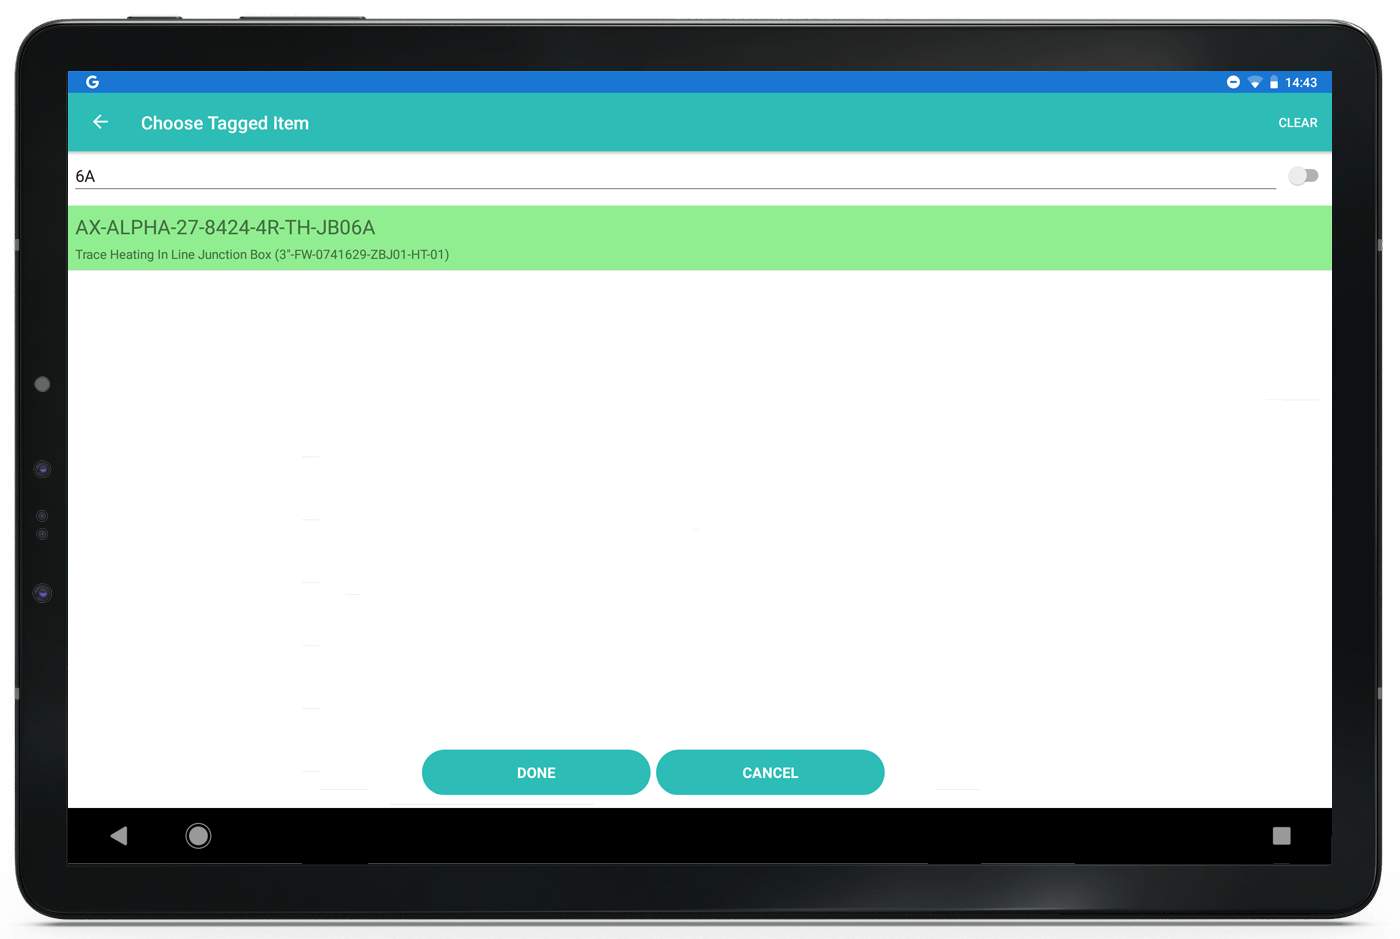 G 14:43
Choose Tagged Item CLEAR
6A
AX-ALPHA-27-8424-4R-TH-JB06A
Trace Heating In Line Junction Box (3"-FW-0741629-ZBJ01-HT-01)
DONE CANCEL